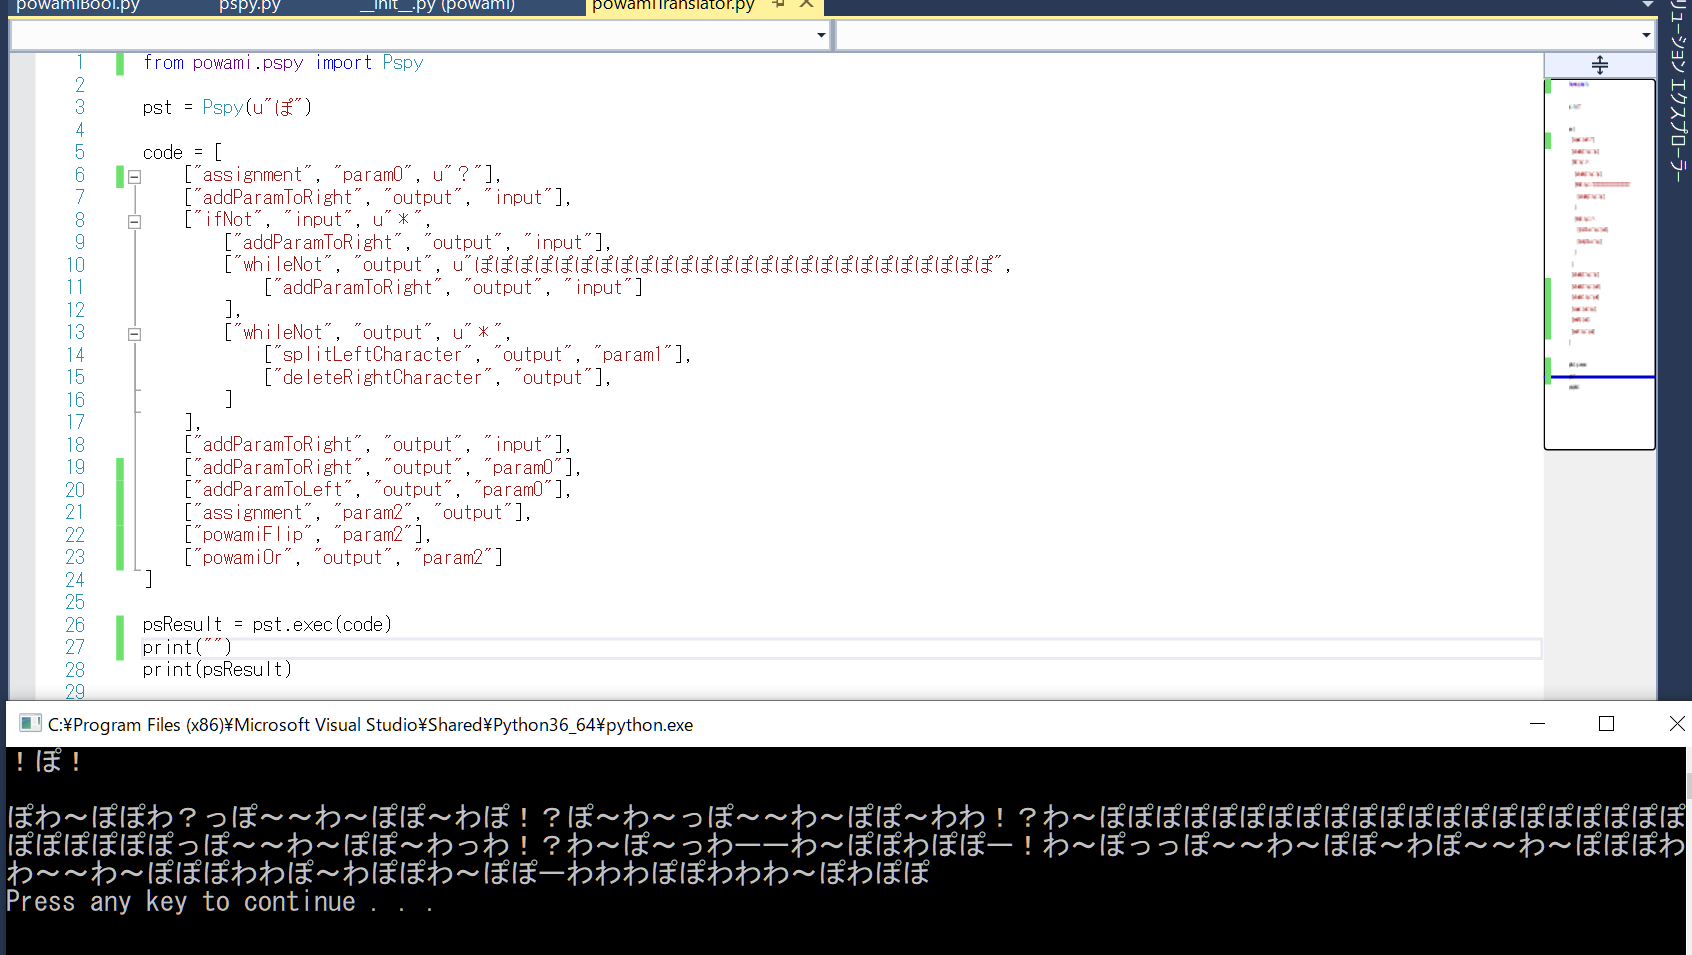 powamiBool.py pspy.py __init__.py (powami) powamiTranslator.py
リューション エクスプローラー
1 from powami.pspy import Pspy
2
3 pst = Pspy(u"ぽ")
4
5 code = [
6 ["assignment", "param0", u"？"],
7 ["addParamToRight", "output", "input"],
8 ["ifNot", "input", u"＊",
9 ["addParamToRight", "output", "input"],
10 ["whileNot", "output", u"ぽぽぽぽぽぽぽぽぽぽぽぽぽぽぽぽぽぽぽぽぽぽぽぽぽぽ",
11 ["addParamToRight", "output", "input"]
12 ],
13 ["whileNot", "output", u"＊",
14 ["splitLeftCharacter", "output", "param1"],
15 ["deleteRightCharacter", "output"],
16 ]
17 ],
18 ["addParamToRight", "output", "input"],
19 ["addParamToRight", "output", "param0"],
20 ["addParamToLeft", "output", "param0"],
21 ["assignment", "param2", "output"],
22 ["powamiFlip", "param2"],
23 ["powamiOr", "output", "param2"]
24 ]
25
26 psResult = pst.exec(code)
27 print("")
28 print(psResult)
29
C:¥Program Files (x86)¥Microsoft Visual Studio¥Shared¥Python36_64¥python.exe
！ぽ！
ぽわ～ぽぽわ？っぽ～～わ～ぽぽ～わぽ！？ぽ～わ～っぽ～～わ～ぽぽ～わわ！？わ～ぽぽぽぽぽぽぽぽぽぽぽぽぽぽぽぽぽぽぽぽぽ
ぽぽぽぽぽぽっぽ～～わ～ぽぽ～わっわ！？わ～ぽ～っわーーわ～ぽぽわぽぽー！わ～ぽっっぽ～～わ～ぽぽ～わぽ～～わ～ぽぽぽわ
わ～～わ～ぽぽぽわわぽ～わぽぽわ～ぽぽーわわわぽぽわわわ～ぽわぽぽ
Press any key to continue . . .